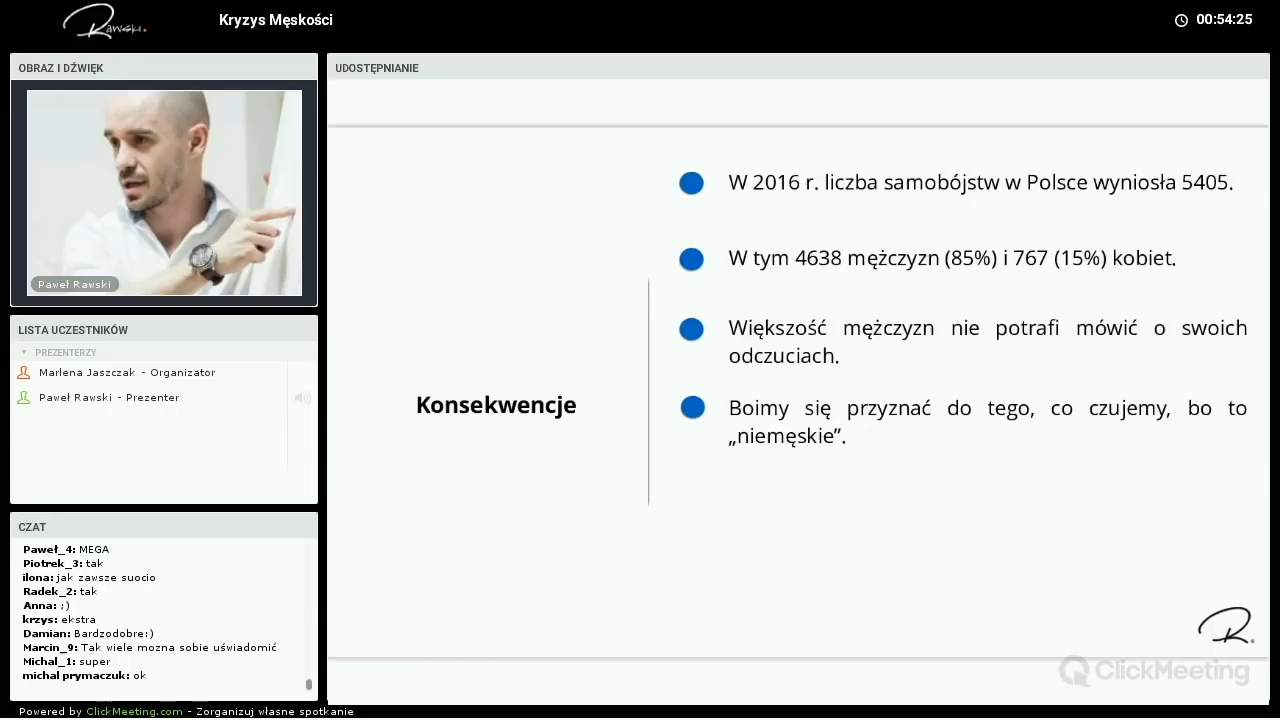 Rawski.
Kryzys Męskości
00:54:25
OBRAZ I DŹWIĘK
Paweł Rawski
LISTA UCZESTNIKÓW
PREZENTERZY
Marlena Jaszczak - Organizator
Paweł Rawski - Prezenter
CZAT
Paweł_4: MEGA
Piotrek_3: tak
ilona: jak zawsze suocio
Radek_2: tak
Anna: ;)
krzys: ekstra
Damian: Bardzodobre:)
Marcin_9: Tak wiele mozna sobie uświadomić
Michal_1: super
michal prymaczuk: ok
UDOSTĘPNIANIE
Konsekwencje
W 2016 r. liczba samobójstw w Polsce wyniosła 5405.
W tym 4638 mężczyzn (85%) i 767 (15%) kobiet.
Większość mężczyzn nie potrafi mówić o swoich
odczuciach.
Boimy się przyznać do tego, co czujemy, bo to
„niemęskie”.
R.
ClickMeeting
Powered by ClickMeeting.com - Zorganizuj własne spotkanie